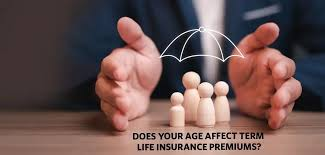 DOES YOUR AGE AFFECT TERM
LIFE INSURANCE PREMIUMS?